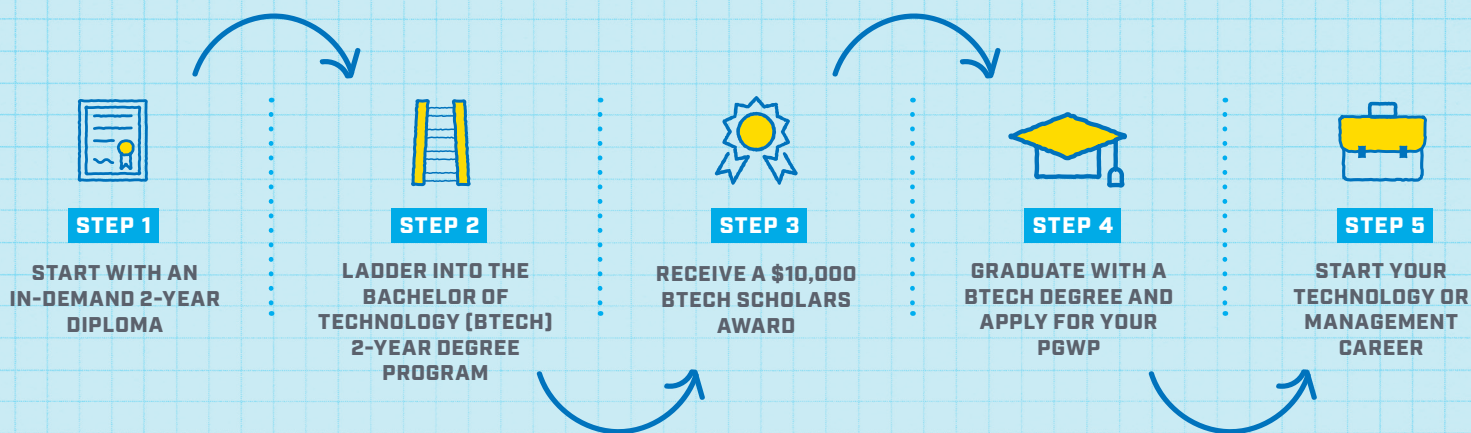 STEP 1
START WITH AN
IN-DEMAND 2-YEAR
DIPLOMA
STEP 2
LADDER INTO THE
BACHELOR OF
TECHNOLOGY (BTECH)
2-YEAR DEGREE
PROGRAM
STEP 3
RECEIVE A $10,000
BTECH SCHOLARS
AWARD
STEP 4
GRADUATE WITH A
BTECH DEGREE AND
APPLY FOR YOUR
PGWP
STEP 5
START YOUR
TECHNOLOGY OR
MANAGEMENT
CAREER